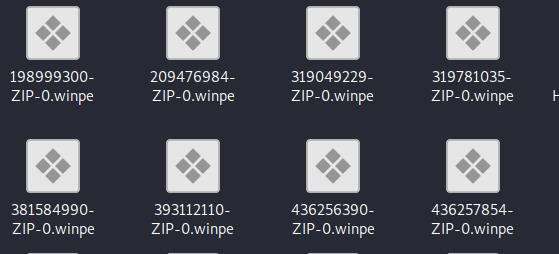 198999300-
ZIP-0.winpe
209476984-
ZIP-0.winpe
319049229-
ZIP-0.winpe
319781035-
ZIP-0.winpe
381584990-
ZIP-0.winpe
393112110-
ZIP-0.winpe
436256390-
ZIP-0.winpe
436257854-
ZIP-0.winpe